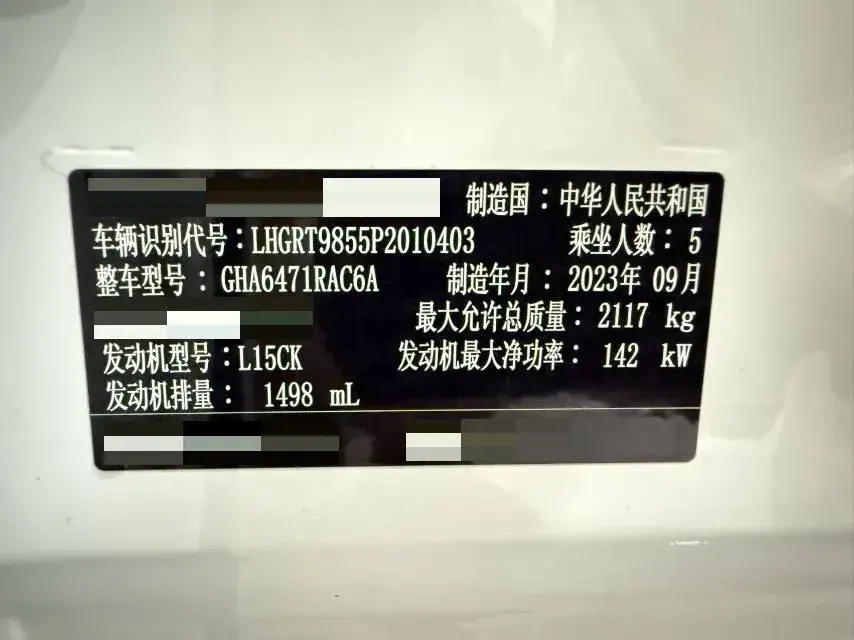 制造国：中华人民共和国
车辆识别代号：LHGRT9855P2010403 乘坐人数：5
整车型号：GHA6471RAC6A 制造年月：2023年 09月
最大允许总质量：2117 kg
发动机型号：L15CK 发动机最大净功率：142 kW
发动机排量： 1498 mL